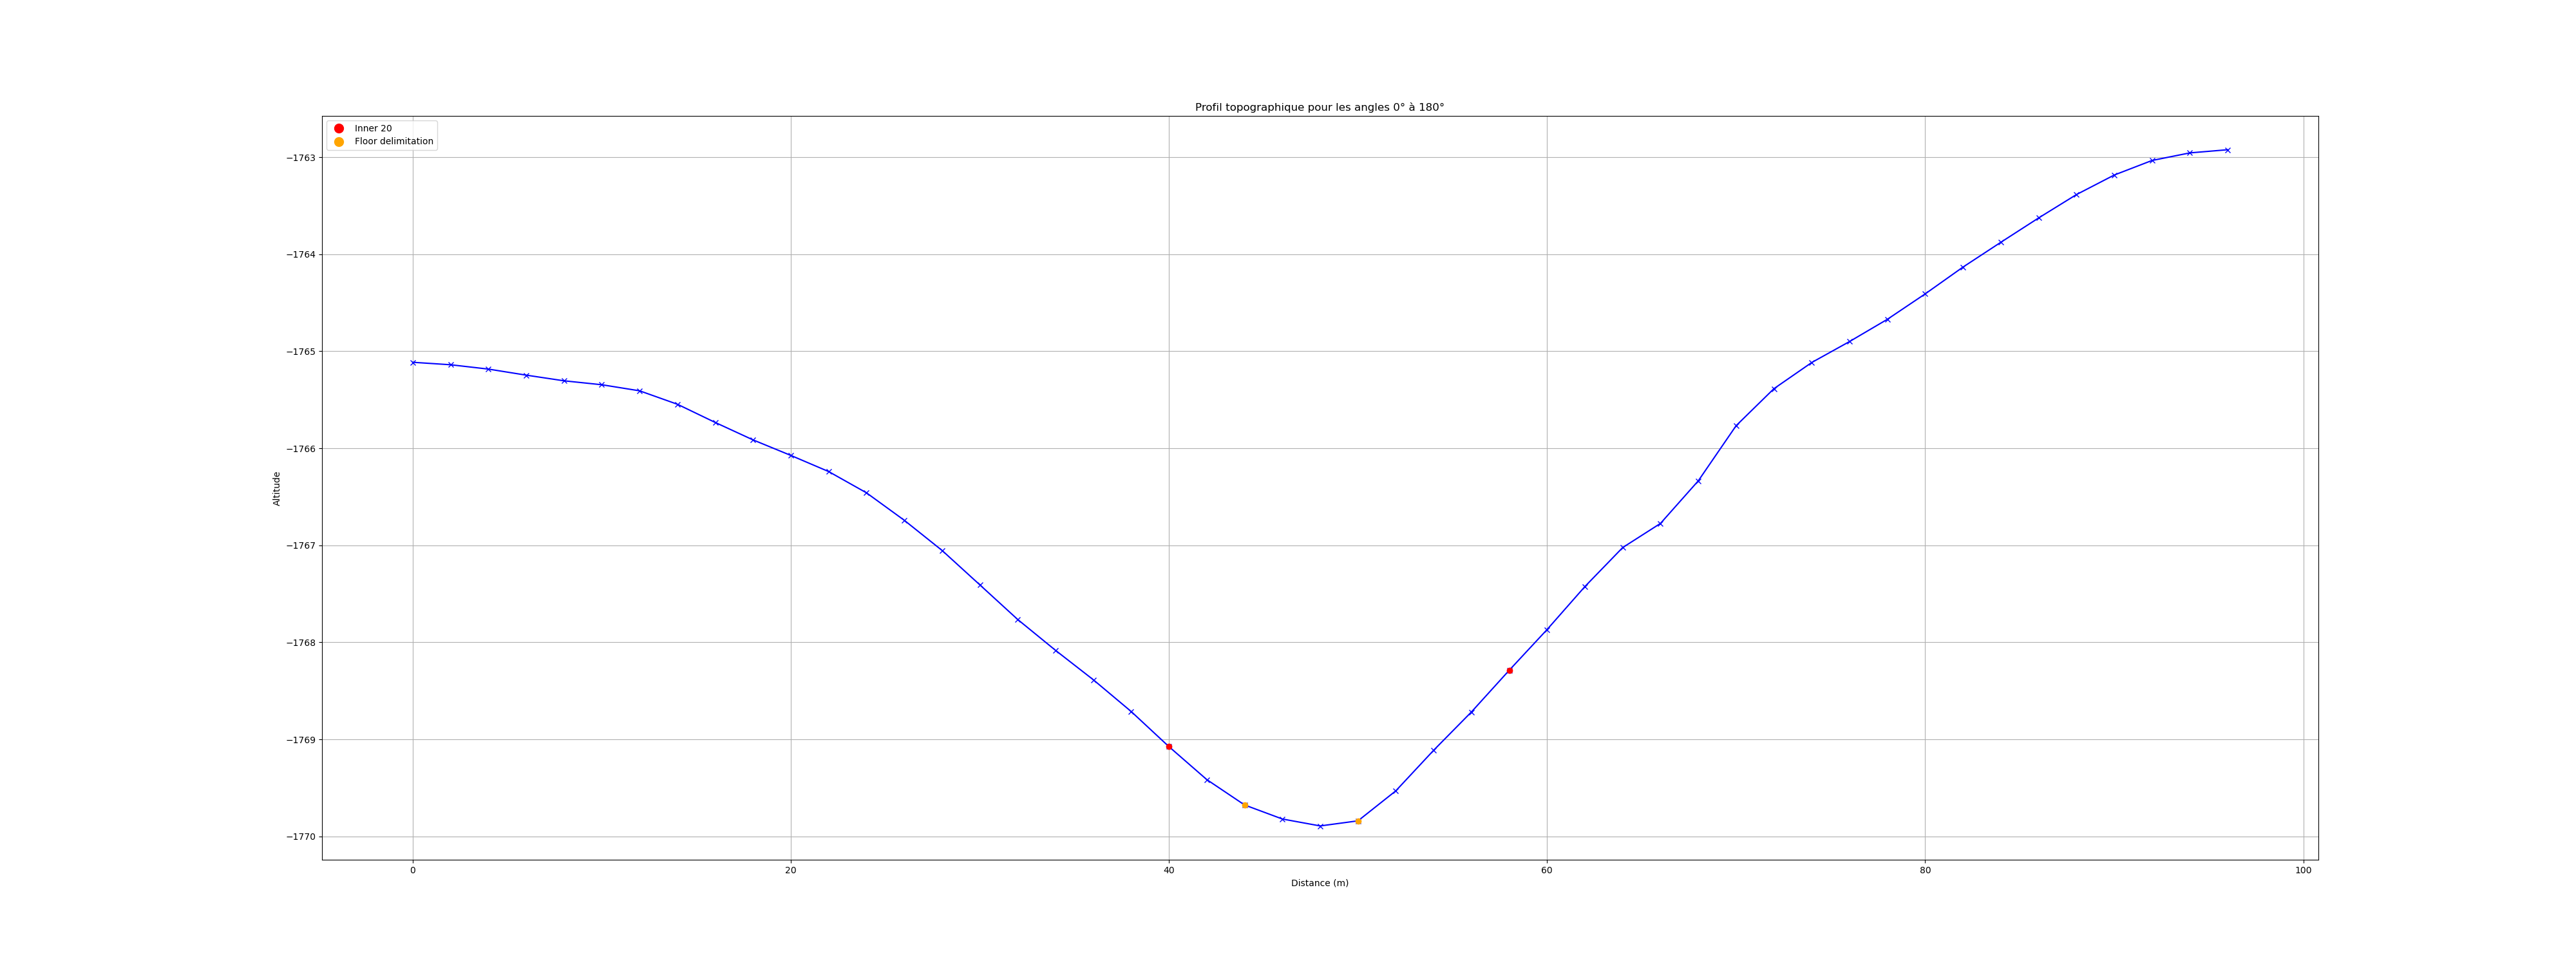 Profil topographique pour les angles 0° à 180°
Inner 20
Floor delimitation
−1763
−1764
−1765
−1766
−1767
−1768
−1769
−1770
Altitude
0 20 40 60 80 100
Distance (m)